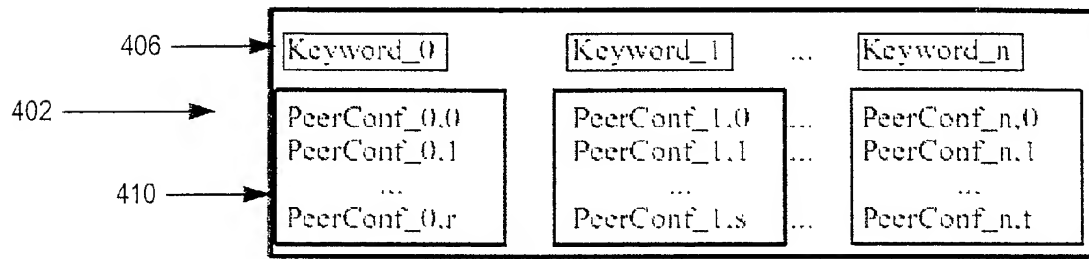 406 Keyword_0 Keyword_1 ... Keyword_n
402 PeerConf_0.0 PeerConf_1.0 ... PeerConf_n.0
PeerConf_0.1 PeerConf_1.1 ... PeerConf_n.1
410 ... ... ...
PeerConf_0.r PeerConf_1.s ... PeerConf_n.t